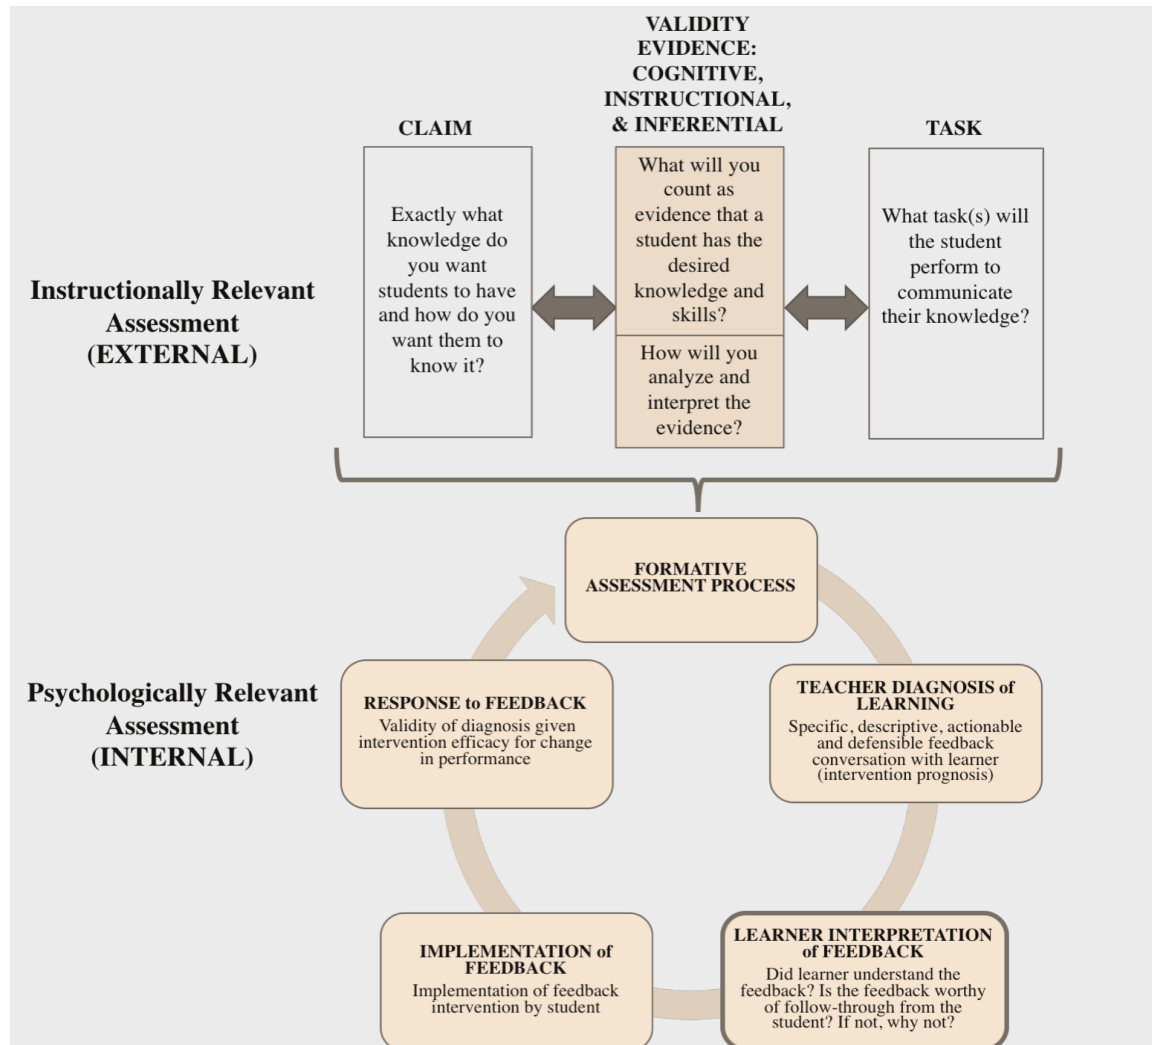 VALIDITY
EVIDENCE:
COGNITIVE,
INSTRUCTIONAL,
& INFERENTIAL
CLAIM
TASK
Instructionally Relevant
Assessment
(EXTERNAL)
Exactly what
knowledge do
you want
students to have
and how do you
want them to
know it?
What will you
count as
evidence that a
student has the
desired
knowledge and
skills?
How will you
analyze and
interpret the
evidence?
What task(s) will
the student
perform to
communicate
their knowledge?
FORMATIVE
ASSESSMENT PROCESS
Psychologically Relevant
Assessment
(INTERNAL)
TEACHER DIAGNOSIS of
LEARNING
Specific, descriptive, actionable
and defensible feedback
conversation with learner
(intervention prognosis)
LEARNER INTERPRETATION
of FEEDBACK
Did learner understand the
feedback? Is the feedback worthy
of follow-through from the
student? If not, why not?
IMPLEMENTATION of
FEEDBACK
Implementation of feedback
intervention by student
RESPONSE to FEEDBACK
Validity of diagnosis given
intervention efficacy for change
in performance